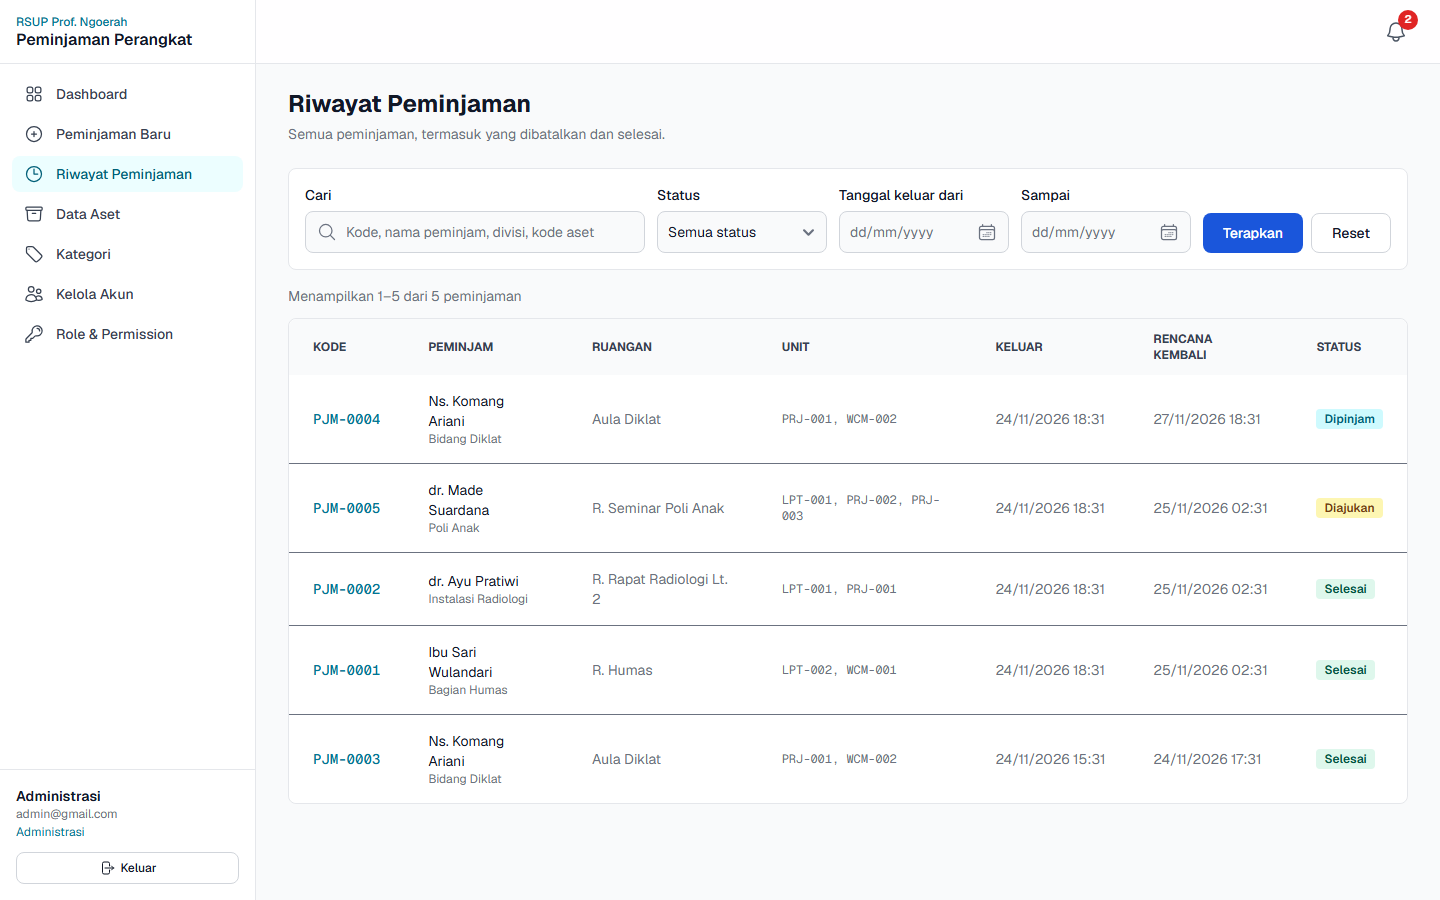 RSUP Prof. Ngoerah
Peminjaman Perangkat
2
Dashboard
Peminjaman Baru
Riwayat Peminjaman
Data Aset
Kategori
Kelola Akun
Role & Permission
Administrasi
admin@gmail.com
Administrasi
Keluar
Riwayat Peminjaman
Semua peminjaman, termasuk yang dibatalkan dan selesai.
Cari Status Tanggal keluar dari Sampai
Kode, nama peminjam, divisi, kode aset Semua status dd/mm/yyyy dd/mm/yyyy Terapkan Reset
Menampilkan 1–5 dari 5 peminjaman
KODE PEMINJAM RUANGAN UNIT KELUAR RENCANA KEMBALI STATUS
PJM-0004 Ns. Komang Ariani Bidang Diklat Aula Diklat PRJ-001, WCM-002 24/11/2026 18:31 27/11/2026 18:31 Dipinjam
PJM-0005 dr. Made Suardana Poli Anak R. Seminar Poli Anak LPT-001, PRJ-002, PRJ-003 24/11/2026 18:31 25/11/2026 02:31 Diajukan
PJM-0002 dr. Ayu Pratiwi Instalasi Radiologi R. Rapat Radiologi Lt. 2 LPT-001, PRJ-001 24/11/2026 18:31 25/11/2026 02:31 Selesai
PJM-0001 Ibu Sari Wulandari Bagian Humas R. Humas LPT-002, WCM-001 24/11/2026 18:31 25/11/2026 02:31 Selesai
PJM-0003 Ns. Komang Ariani Bidang Diklat Aula Diklat PRJ-001, WCM-002 24/11/2026 15:31 24/11/2026 17:31 Selesai